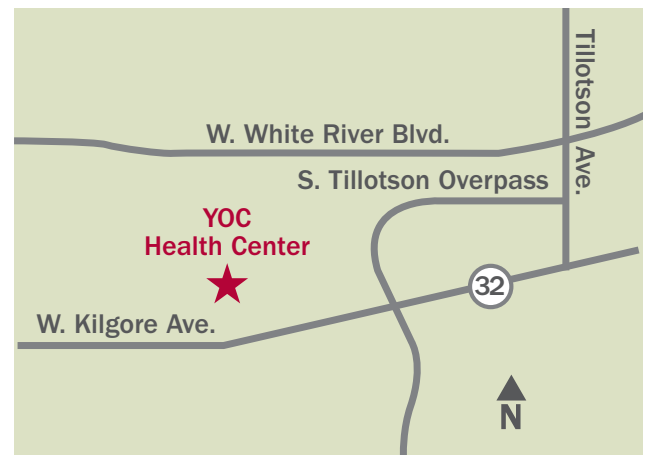 Tillotson Ave.
W. White River Blvd.
S. Tillotson Overpass
YOC
Health Center
32
W. Kilgore Ave.
N